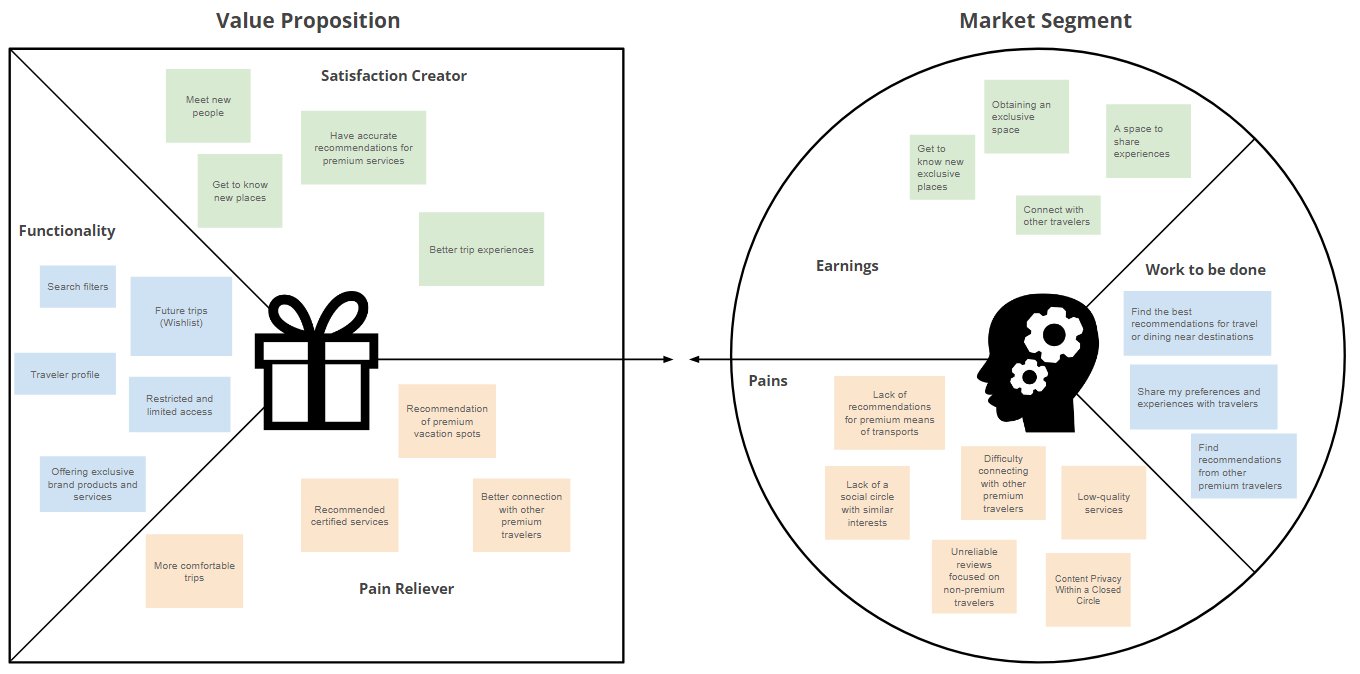 Value Proposition
Satisfaction Creator
Meet new
people
Have accurate
recommendations for
premium services
Get to know
new places
Better trip experiences
Functionality
Search filters
Future trips
(Wishlist)
Traveler profile
Restricted and
limited access
Offering exclusive
brand products and
services
Recommendation
of premium
vacation spots
Recommended
certified services
Better connection
with other
premium
travelers
More comfortable
trips
Pain Reliever
Market Segment
Obtaining an
exclusive
space
A space to
share
experiences
Get to
know new
exclusive
places
Connect with
other travelers
Earnings
Work to be done
Find the best
recommendations for travel
or dining near destinations
Share my preferences and
experiences with travelers
Find
recommendations
from other
premium travelers
Pains
Lack of
recommendations
for premium means
of transports
Lack of a
social circle
with similar
interests
Difficulty
connecting
with other
premium
travelers
Low-quality
services
Unreliable
reviews
focused on
non-premium
travelers
Content Privacy
Within a Closed
Circle